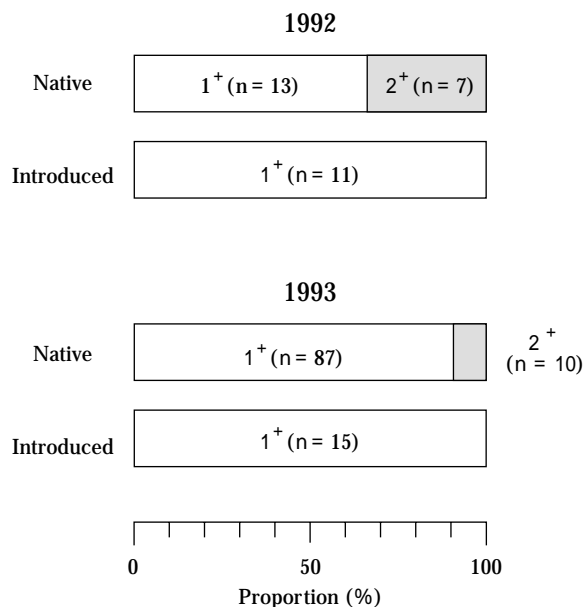 1992
Native
1+ (n = 13)
2+ (n = 7)
Introduced
1+ (n = 11)
1993
Native
1+ (n = 87)
2+
(n = 10)
Introduced
1+ (n = 15)
0 50 100
Proportion (%)